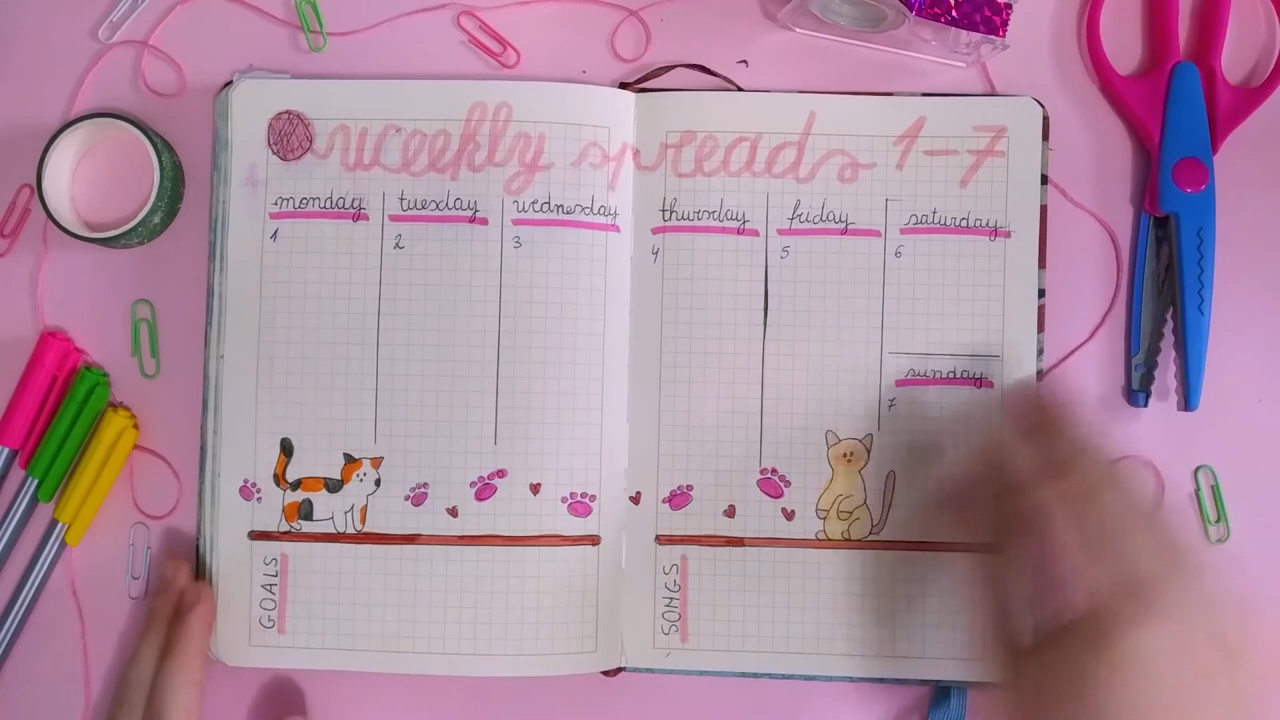 weekly spreads 1-7
monday tuesday wednesday thursday friday saturday
1 2 3 4 5 6
sunday
7
GOALS SONGS